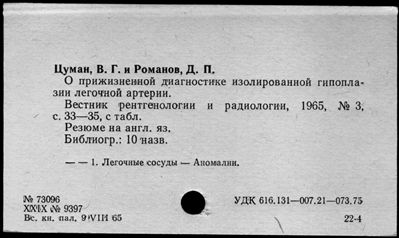 Цуман, В. Г. и Романов, Д. П.
О прижизненной диагностике изолированной гипопла-
зии легочной артерии.
Вестник рентгенологии и радиологии, 1965, № 3,
с. 33—35, с табл.
Резюме на англ. яз.
Библиогр.: 10 назв.
— — 1. Легочные сосуды — Аномалии.
№ 73096
УДК 616.131—007.21—073.75
№ 9397
Вс. кн. пал. 9 VIII 65
22-4